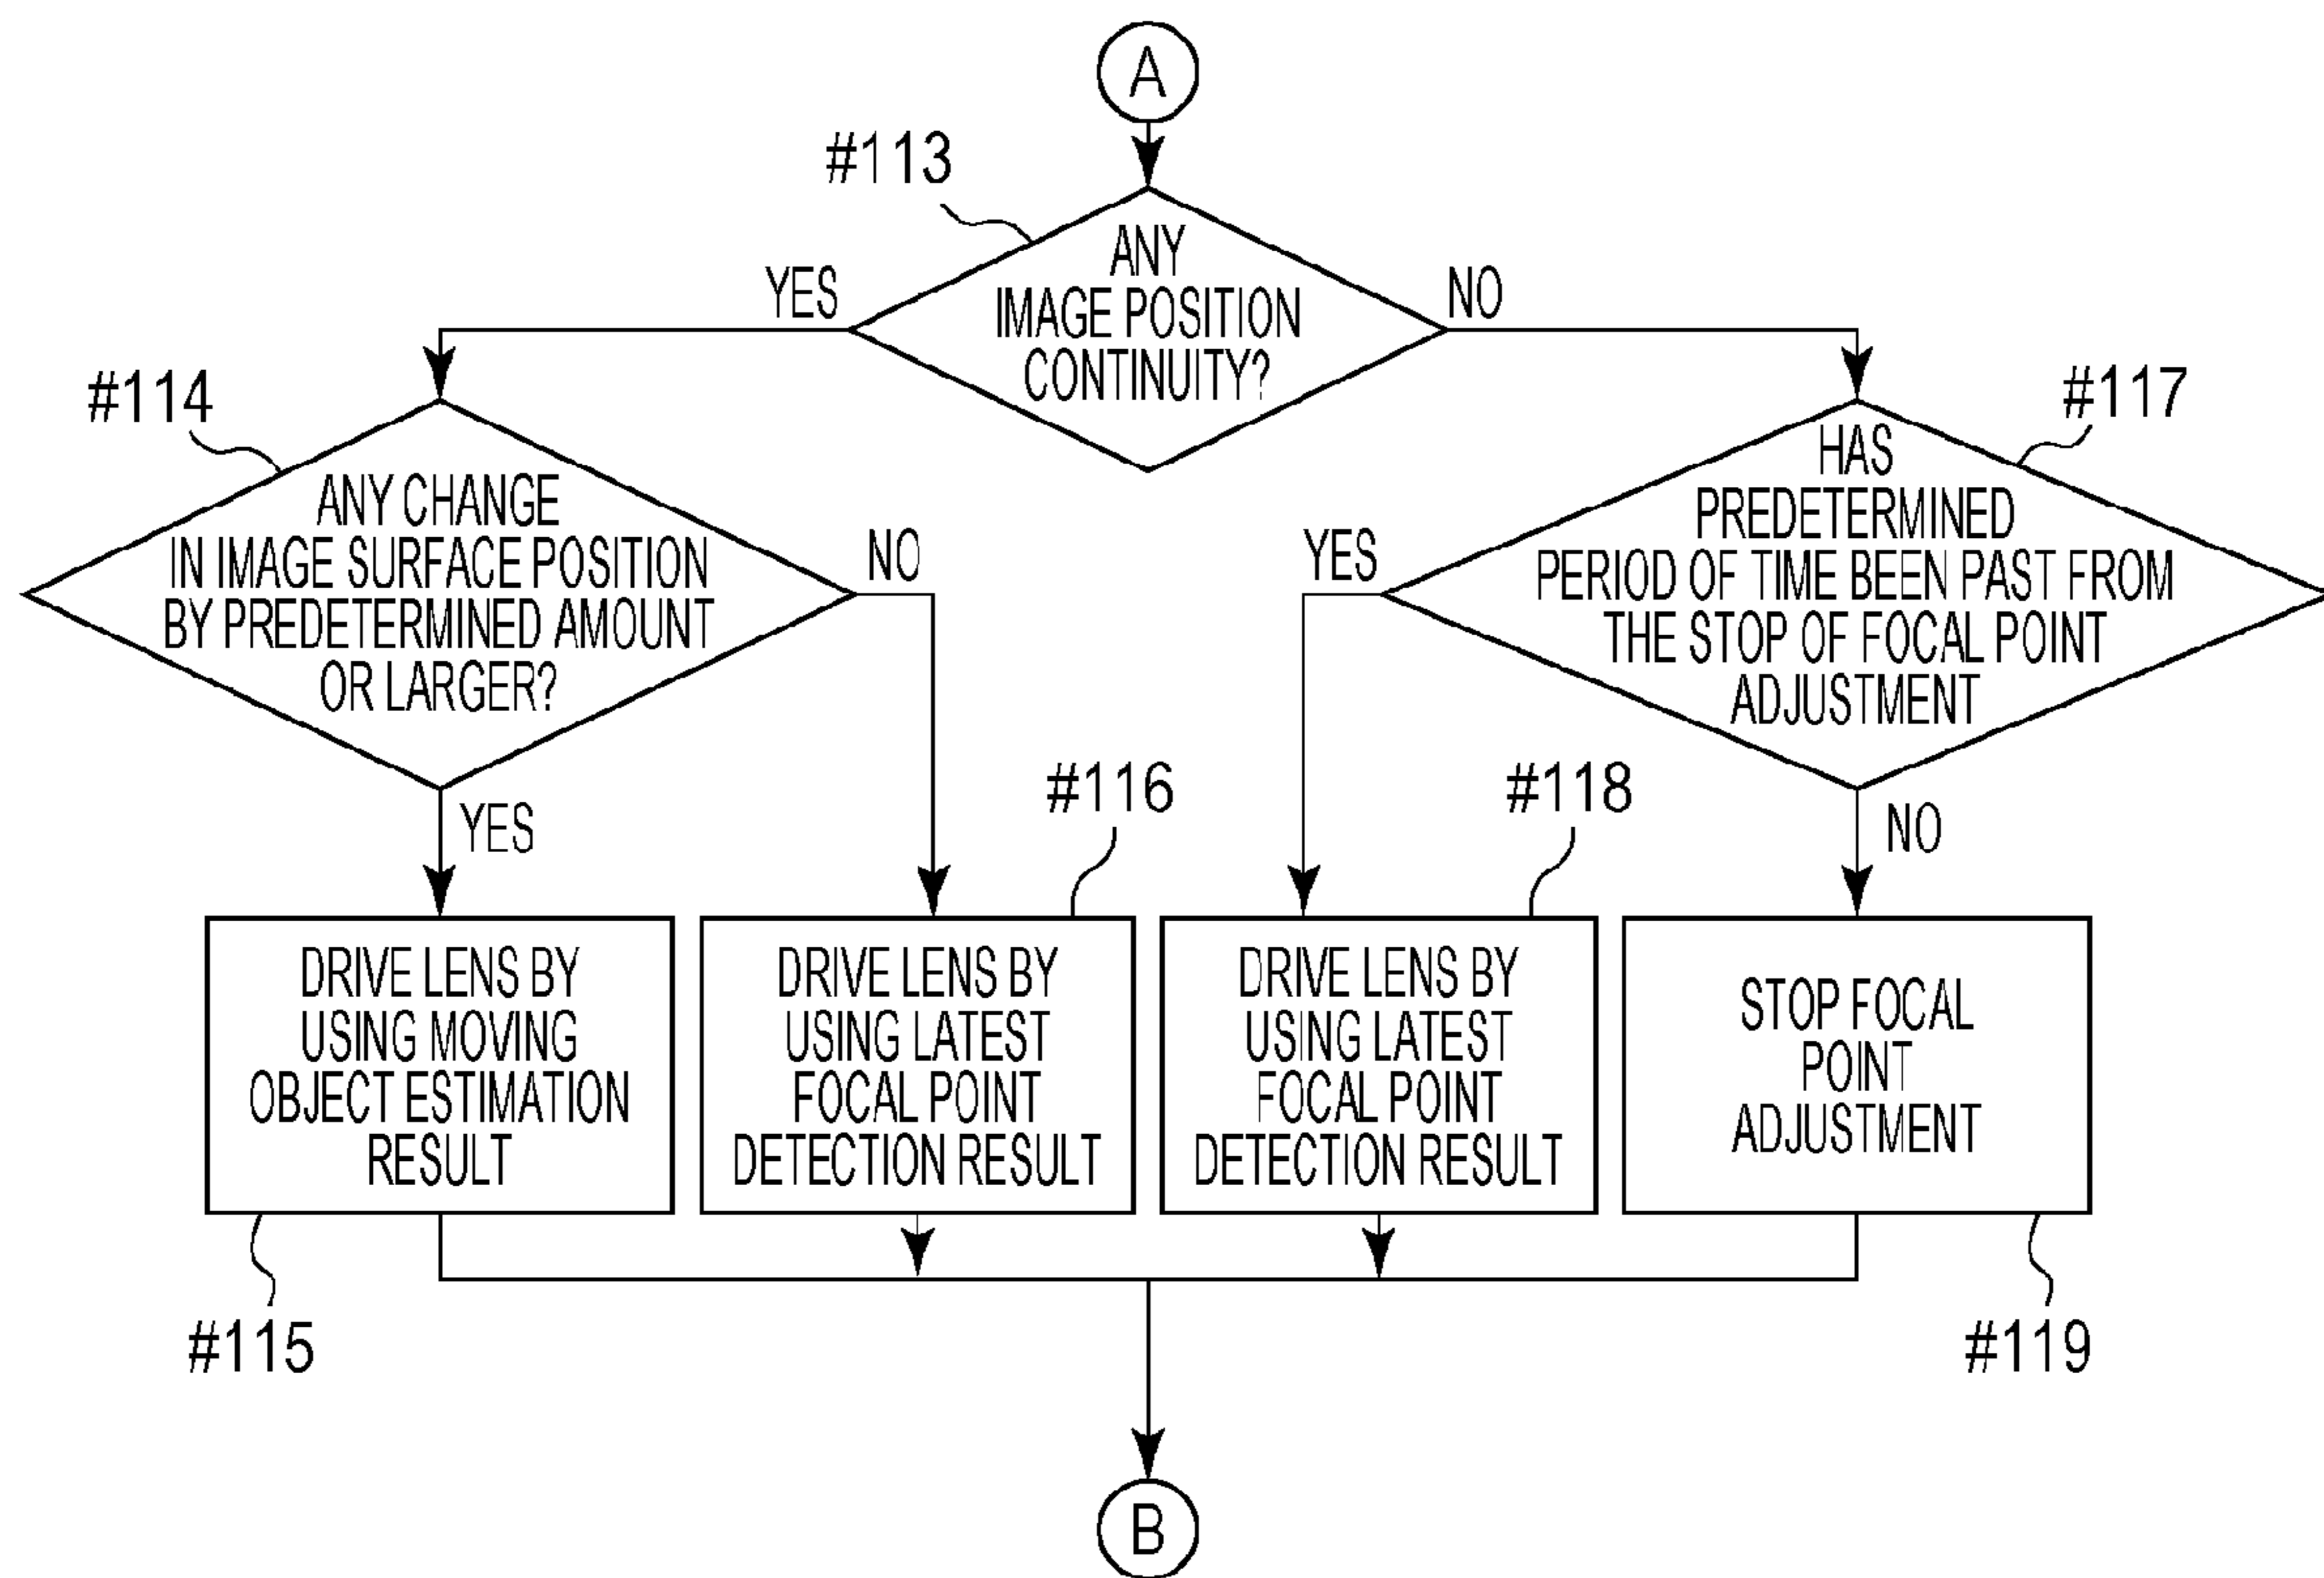 A
#113
ANY
IMAGE POSITION
CONTINUITY?
YES
NO
#114
ANY CHANGE
IN IMAGE SURFACE POSITION
BY PREDETERMINED AMOUNT
OR LARGER?
NO
YES
#117
HAS
PREDETERMINED
PERIOD OF TIME BEEN PAST FROM
THE STOP OF FOCAL POINT
ADJUSTMENT
YES
NO
#116
#118
DRIVE LENS BY
USING MOVING
OBJECT ESTIMATION
RESULT
DRIVE LENS BY
USING LATEST
FOCAL POINT
DETECTION RESULT
DRIVE LENS BY
USING LATEST
FOCAL POINT
DETECTION RESULT
STOP FOCAL
POINT
ADJUSTMENT
#115
#119
B